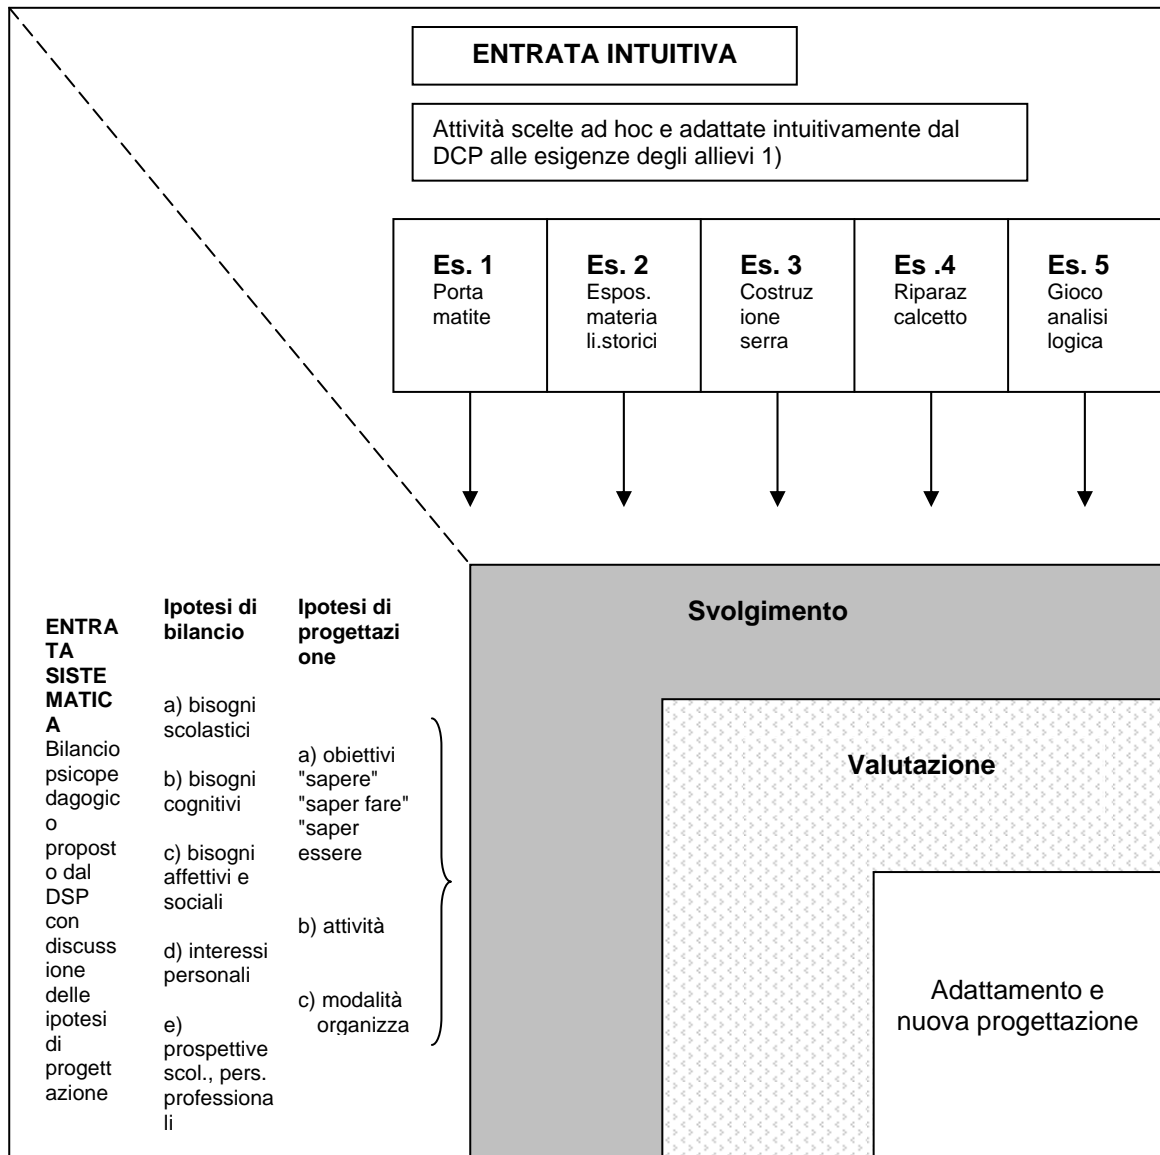 ENTRATA INTUITIVA
Attività scelte ad hoc e adattate intuitivamente dal
DCP alle esigenze degli allievi 1)
Es. 1
Porta
matite
Es. 2
Espos.
materia
li.storici
Es. 3
Costruz
ione
serra
Es .4
Riparaz
calcetto
Es. 5
Gioco
analisi
logica
ENTRA
TA
SISTE
MATIC
A
Bilancio
psicope
dagogic
o
propost
o dal
DSP
con
discuss
ione
delle
ipotesi
di
progett
azione
Ipotesi di
bilancio
a) bisogni
scolastici
b) bisogni
cognitivi
c) bisogni
affettivi e
sociali
d) interessi
personali
e)
prospettive
scol., pers.
professiona
li
Ipotesi di
progettazi
one
a) obiettivi
"sapere"
"saper fare"
"saper
essere
b) attività
c) modalità
organizza
Svolgimento
Valutazione
Adattamento e
nuova progettazione